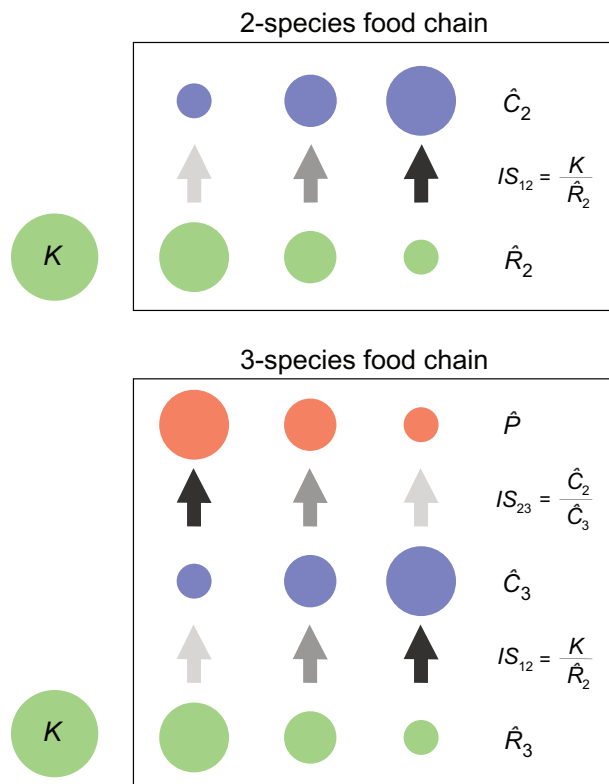 2-species food chain
Ĉ₂
IS₁₂ = K / R̂₂
K
R̂₂
3-species food chain
P̂
IS₂₃ = Ĉ₂ / Ĉ₃
Ĉ₃
IS₁₂ = K / R̂₂
K
R̂₃